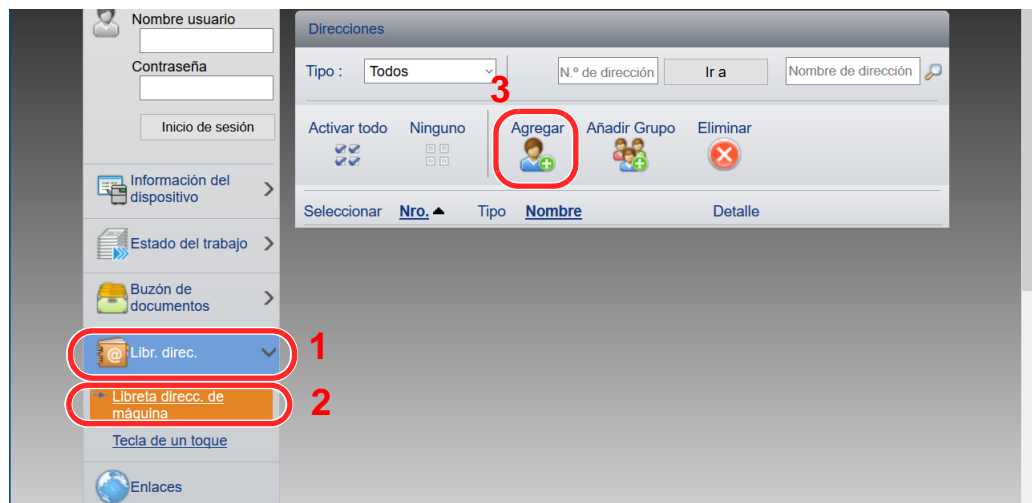 Nombre usuario
Contraseña
Inicio de sesión
Información del
dispositivo
Estado del trabajo
Buzón de
documentos
Libr. direc.
1
Libreta direcc. de
máquina
2
Tecla de un toque
Enlaces
Direcciones
Tipo : Todos N.º de dirección Ir a Nombre de dirección
3
Activar todo Ninguno Agregar Añadir Grupo Eliminar
Seleccionar Nro. Tipo Nombre Detalle